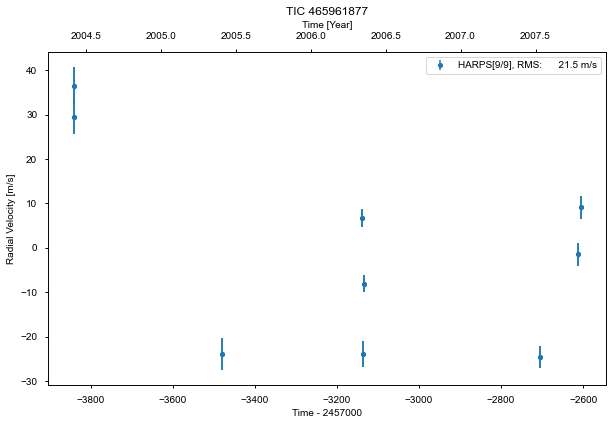 TIC 465961877
Time [Year]
2004.5 2005.0 2005.5 2006.0 2006.5 2007.0 2007.5
HARPS[9/9], RMS: 21.5 m/s
Radial Velocity [m/s]
40
30
20
10
0
−10
−20
−30
−3800 −3600 −3400 −3200 −3000 −2800 −2600
Time - 2457000